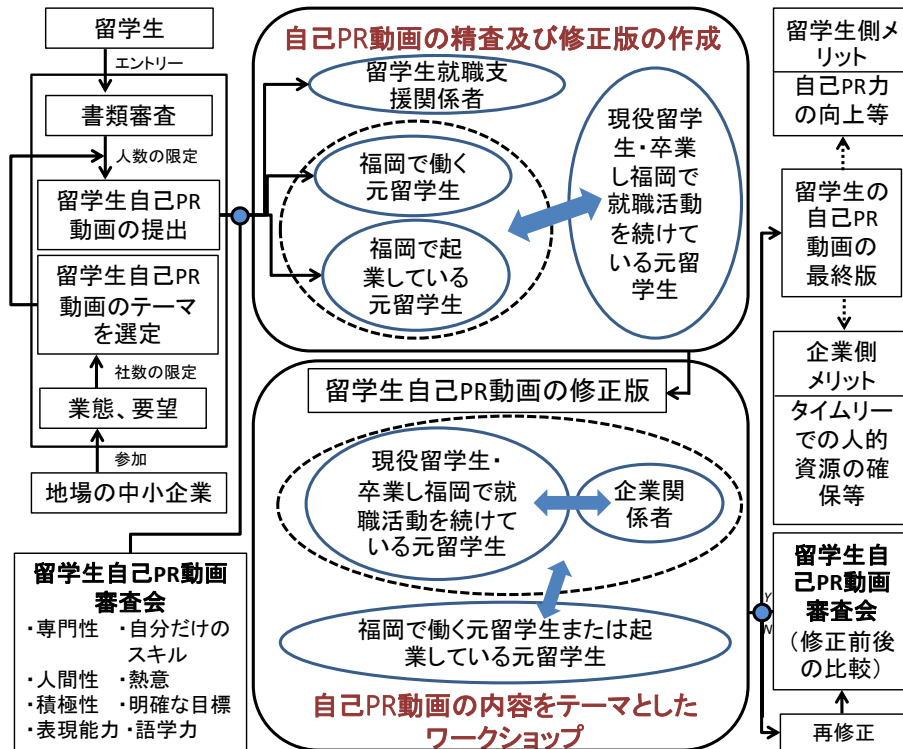 留学生
エントリー
書類審査
人数の限定
留学生自己PR
動画の提出
留学生自己PR
動画のテーマ
を選定
社数の限定
業態、要望
参加
地場の中小企業
留学生自己PR動画
審査会
・専門性 ・自分だけの
スキル
・人間性 ・熱意
・積極性 ・明確な目標
・表現能力 ・語学力
自己PR動画の精査及び修正版の作成
留学生就職支
援関係者
福岡で働く
元留学生
福岡で起
業している
元留学生
現役留学
生・卒業
し福岡で
就職活動
を続けて
いる元留
学生
留学生自己PR動画の修正版
現役留学生・
卒業し福岡で就
職活動を続けて
いる元留学生
企業関
係者
福岡で働く元留学生または起
業している元留学生
自己PR動画の内容をテーマとした
ワークショップ
留学生側メ
リット
自己PR力
の向上等
留学生の
自己PR
動画の
最終版
企業側
メリット
タイムリー
での人的
資源の確
保等
Y
N
留学生自
己PR動画
審査会
（修正前後
の比較）
再修正